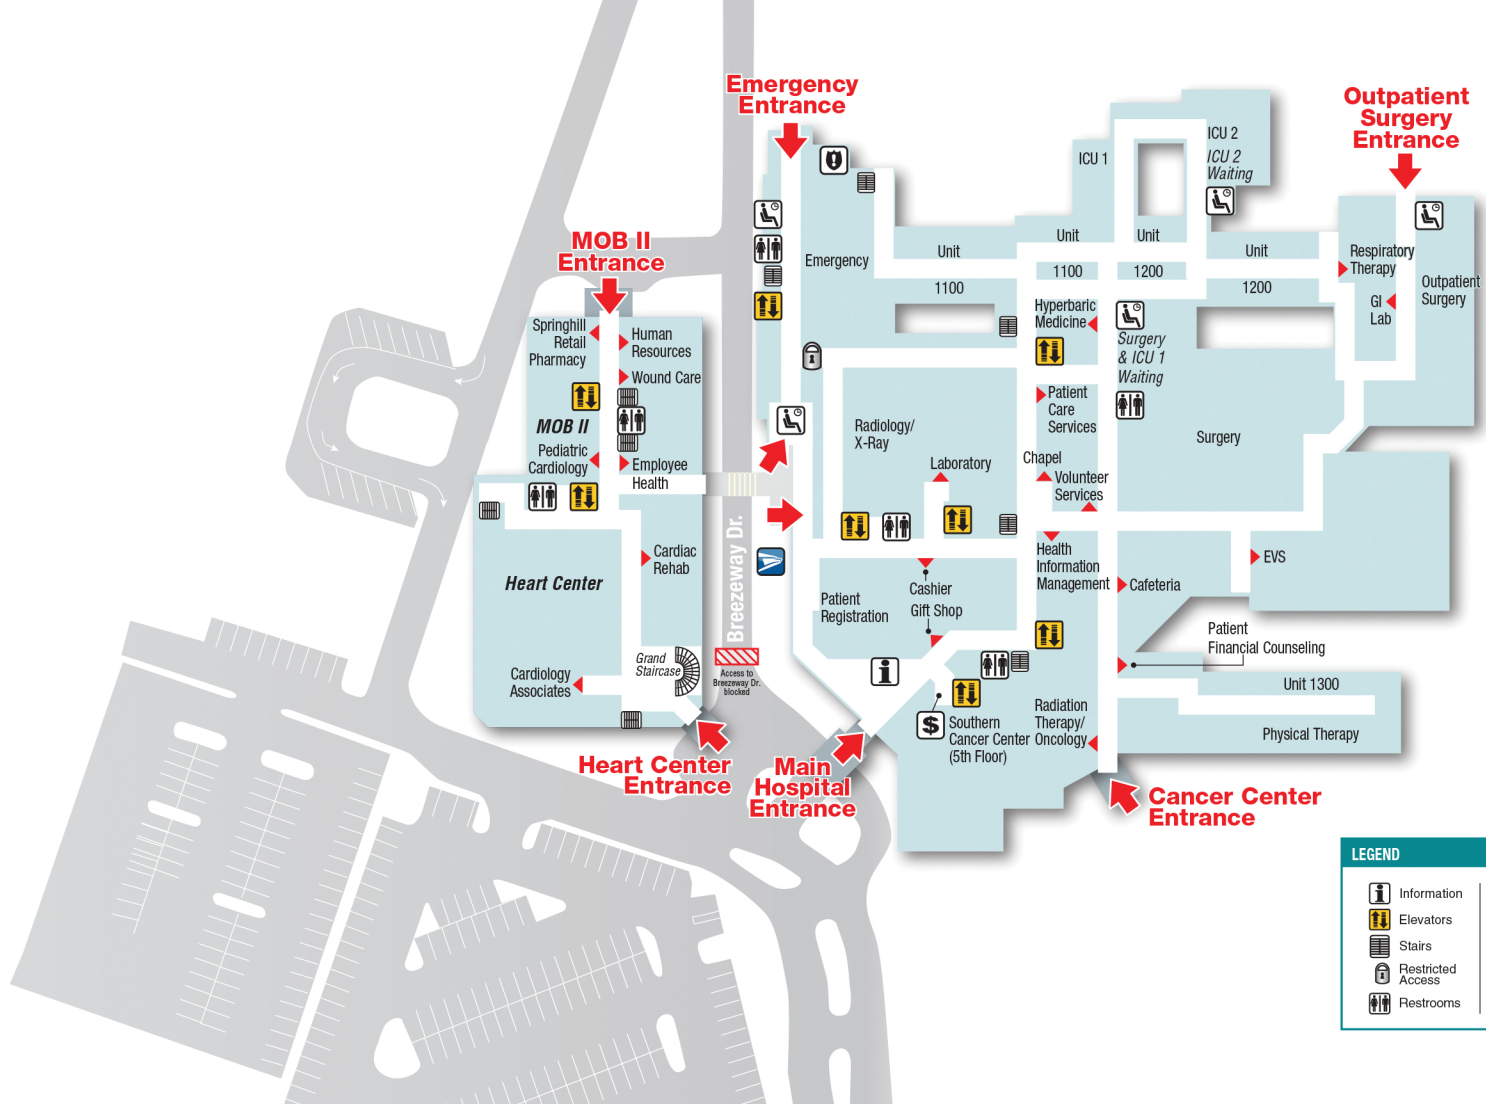 Emergency
Entrance
Outpatient
Surgery
Entrance
ICU 2
ICU 1
ICU 2
Waiting
MOB II
Entrance
Unit
Unit
Unit
Unit
Emergency
1100
1200
1100
1200
Respiratory
Therapy
Outpatient
Surgery
GI
Lab
Hyperbaric
Medicine
Surgery
& ICU 1
Waiting
Springhill
Retail
Pharmacy
Human
Resources
Wound Care
MOB II
Pediatric
Cardiology
Employee
Health
Patient
Care
Services
Radiology/
X-Ray
Surgery
Laboratory
Chapel
Volunteer
Services
Breezeway Dr.
Cardiac
Rehab
Heart Center
Health
Information
Management
EVS
Cafeteria
Cashier
Gift Shop
Patient
Registration
Patient
Financial Counseling
Grand
Staircase
Cardiology
Associates
Access to
Breezeway Dr.
blocked
Unit 1300
Physical Therapy
Radiation
Therapy/
Oncology
$
Southern
Cancer Center
(5th Floor)
Heart Center
Entrance
Main
Hospital
Entrance
Cancer Center
Entrance
LEGEND
Information
Elevators
Stairs
Restricted
Access
Restrooms